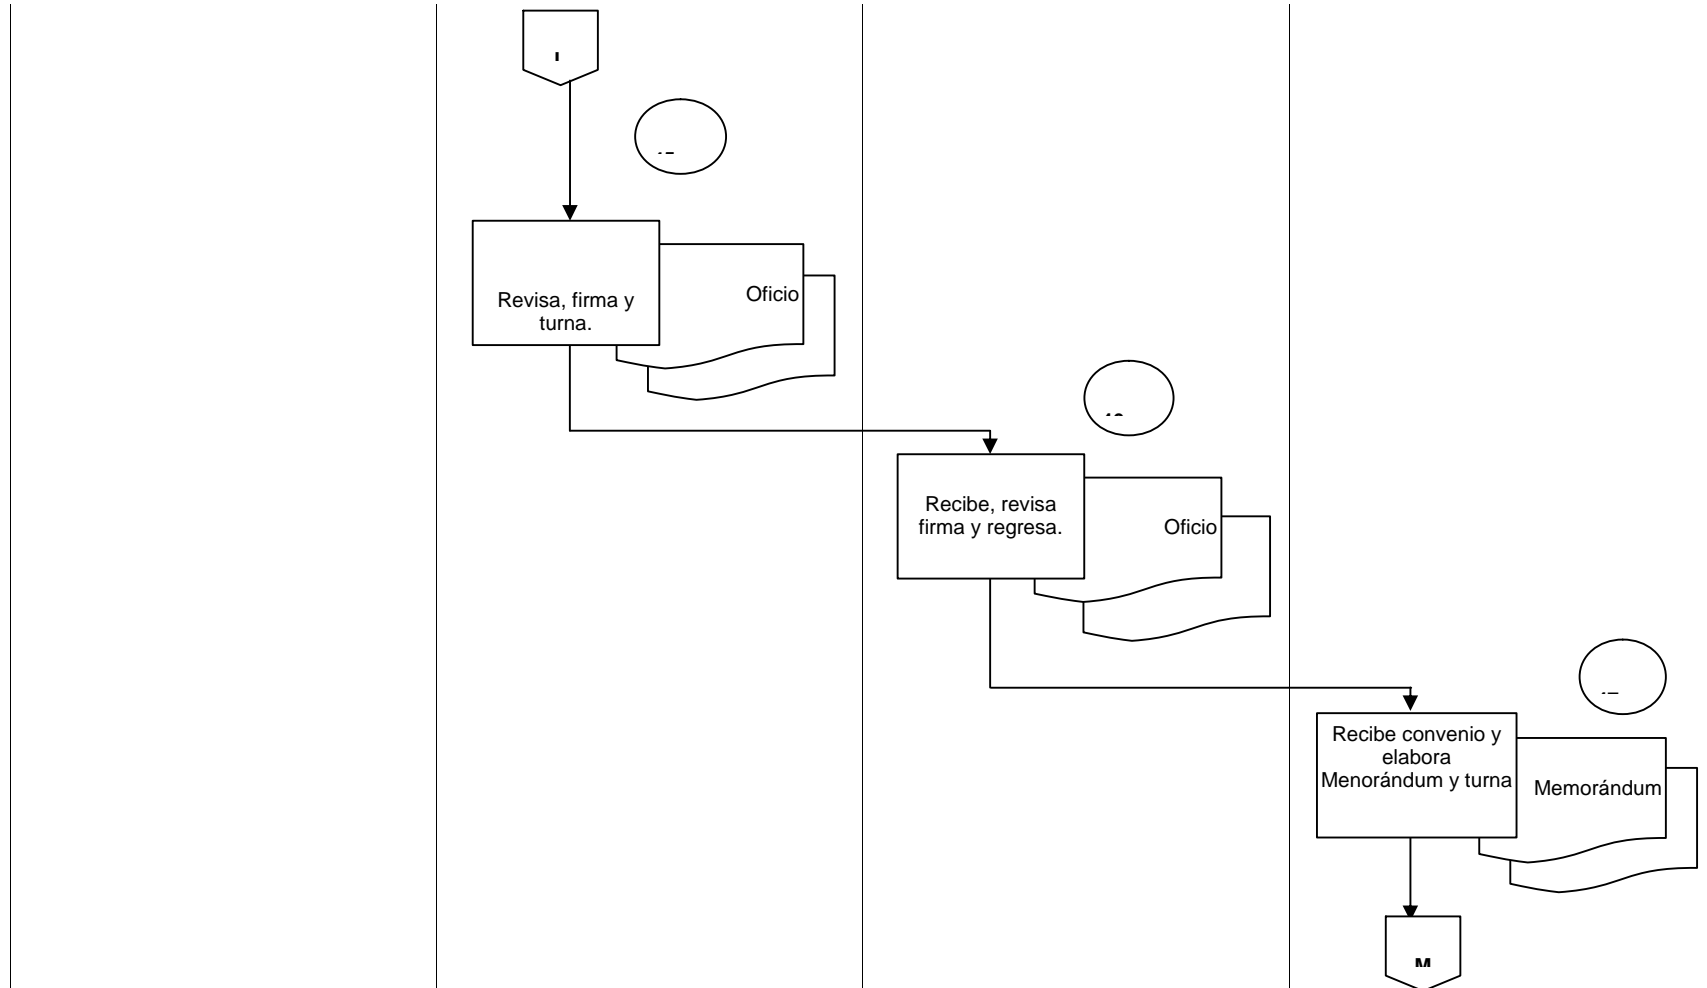 Revisa, firma y
turna.
Oficio
Recibe, revisa
firma y regresa.
Oficio
Recibe convenio y
elabora
Menorándum y turna
Memorándum